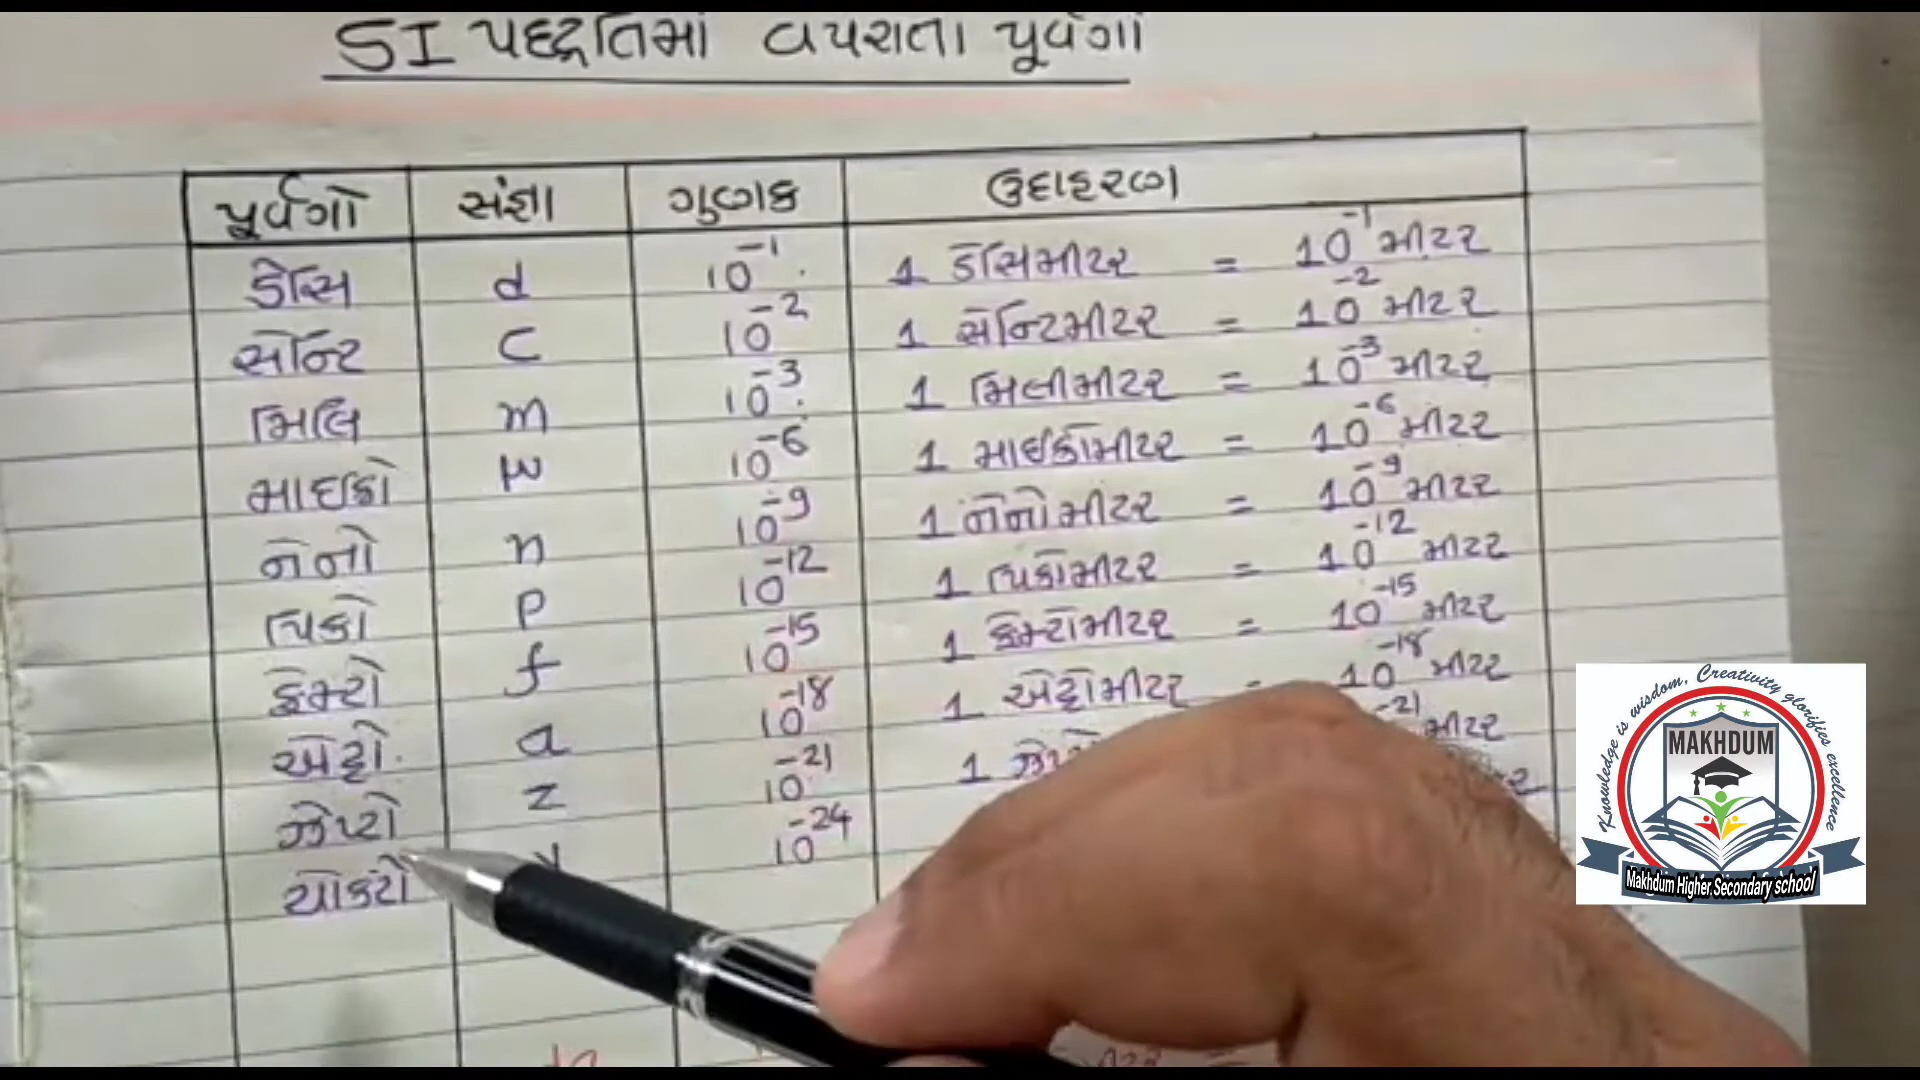 SI પદ્ધતિમાં વપરાતા પૂર્વગો
પૂર્વગો સંજ્ઞા ગુણાક ઉદાહરણ
ડેસિ d 10⁻¹ 1 ડેસિમીટર = 10⁻¹ મીટર
સેન્ટિ c 10⁻² 1 સેન્ટિમીટર = 10⁻² મીટર
મિલિ m 10⁻³ 1 મિલીમીટર = 10⁻³ મીટર
માઇક્રો μ 10⁻⁶ 1 માઇક્રોમીટર = 10⁻⁶ મીટર
નેનો n 10⁻⁹ 1 નેનોમીટર = 10⁻⁹ મીટર
પિકો p 10⁻¹² 1 પિકોમીટર = 10⁻¹² મીટર
ફેમ્ટો f 10⁻¹⁵ 1 ફેમ્ટોમીટર = 10⁻¹⁵ મીટર
એટ્ટો a 10⁻¹⁸ 1 એટ્ટોમીટર = 10⁻¹⁸ મીટર
ઝેપ્ટો z 10⁻²¹ 1 10⁻²¹ મીટર
યોક્ટો 10⁻²⁴
Knowledge is wisdom, Creativity glorifies excellence
MAKHDUM
Makhdum Higher Secondary school